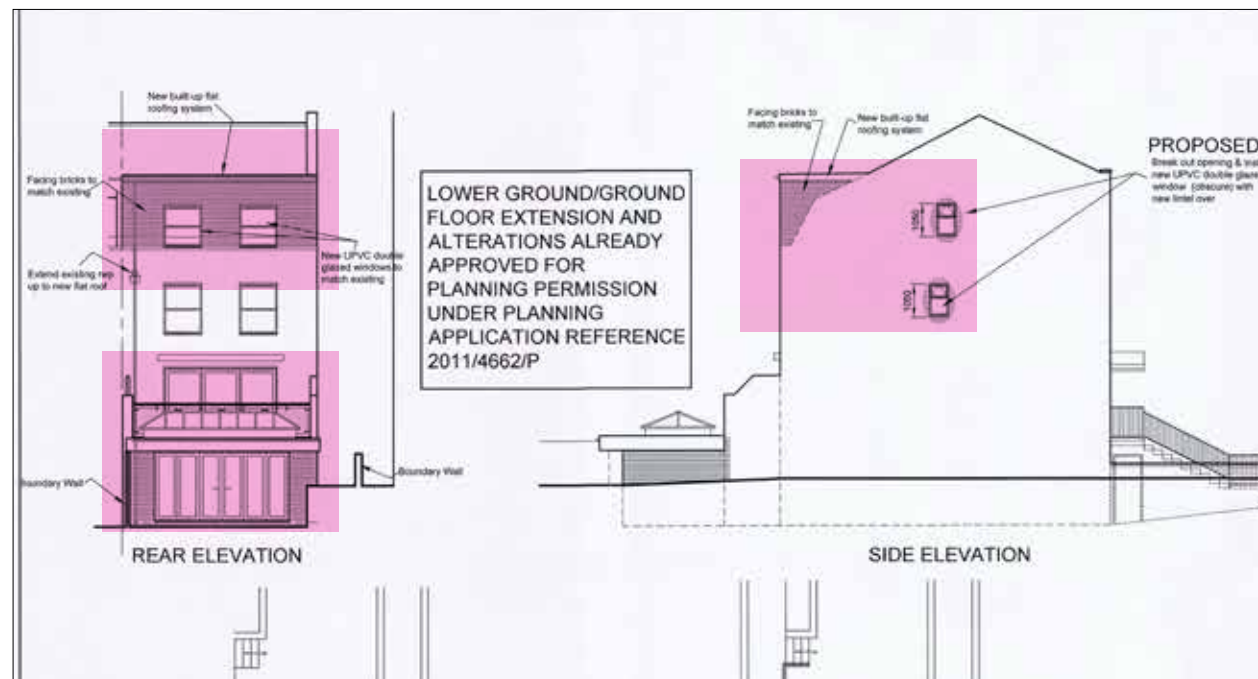 New built-up flat
roofing system
Facing bricks to
match existing
New UPVC double
glazed windows to
match existing
Extend existing
up to new flat roof
Boundary Wall
Boundary Wall
REAR ELEVATION
LOWER GROUND/GROUND
FLOOR EXTENSION AND
ALTERATIONS ALREADY
APPROVED FOR
PLANNING PERMISSION
UNDER PLANNING
APPLICATION REFERENCE
2011/4662/P
Facing bricks to
match existing
New built-up flat
roofing system
PROPOSED
Break out opening &
new UPVC double glaze
window (obscure) with
new lintel over
1050
1050
SIDE ELEVATION